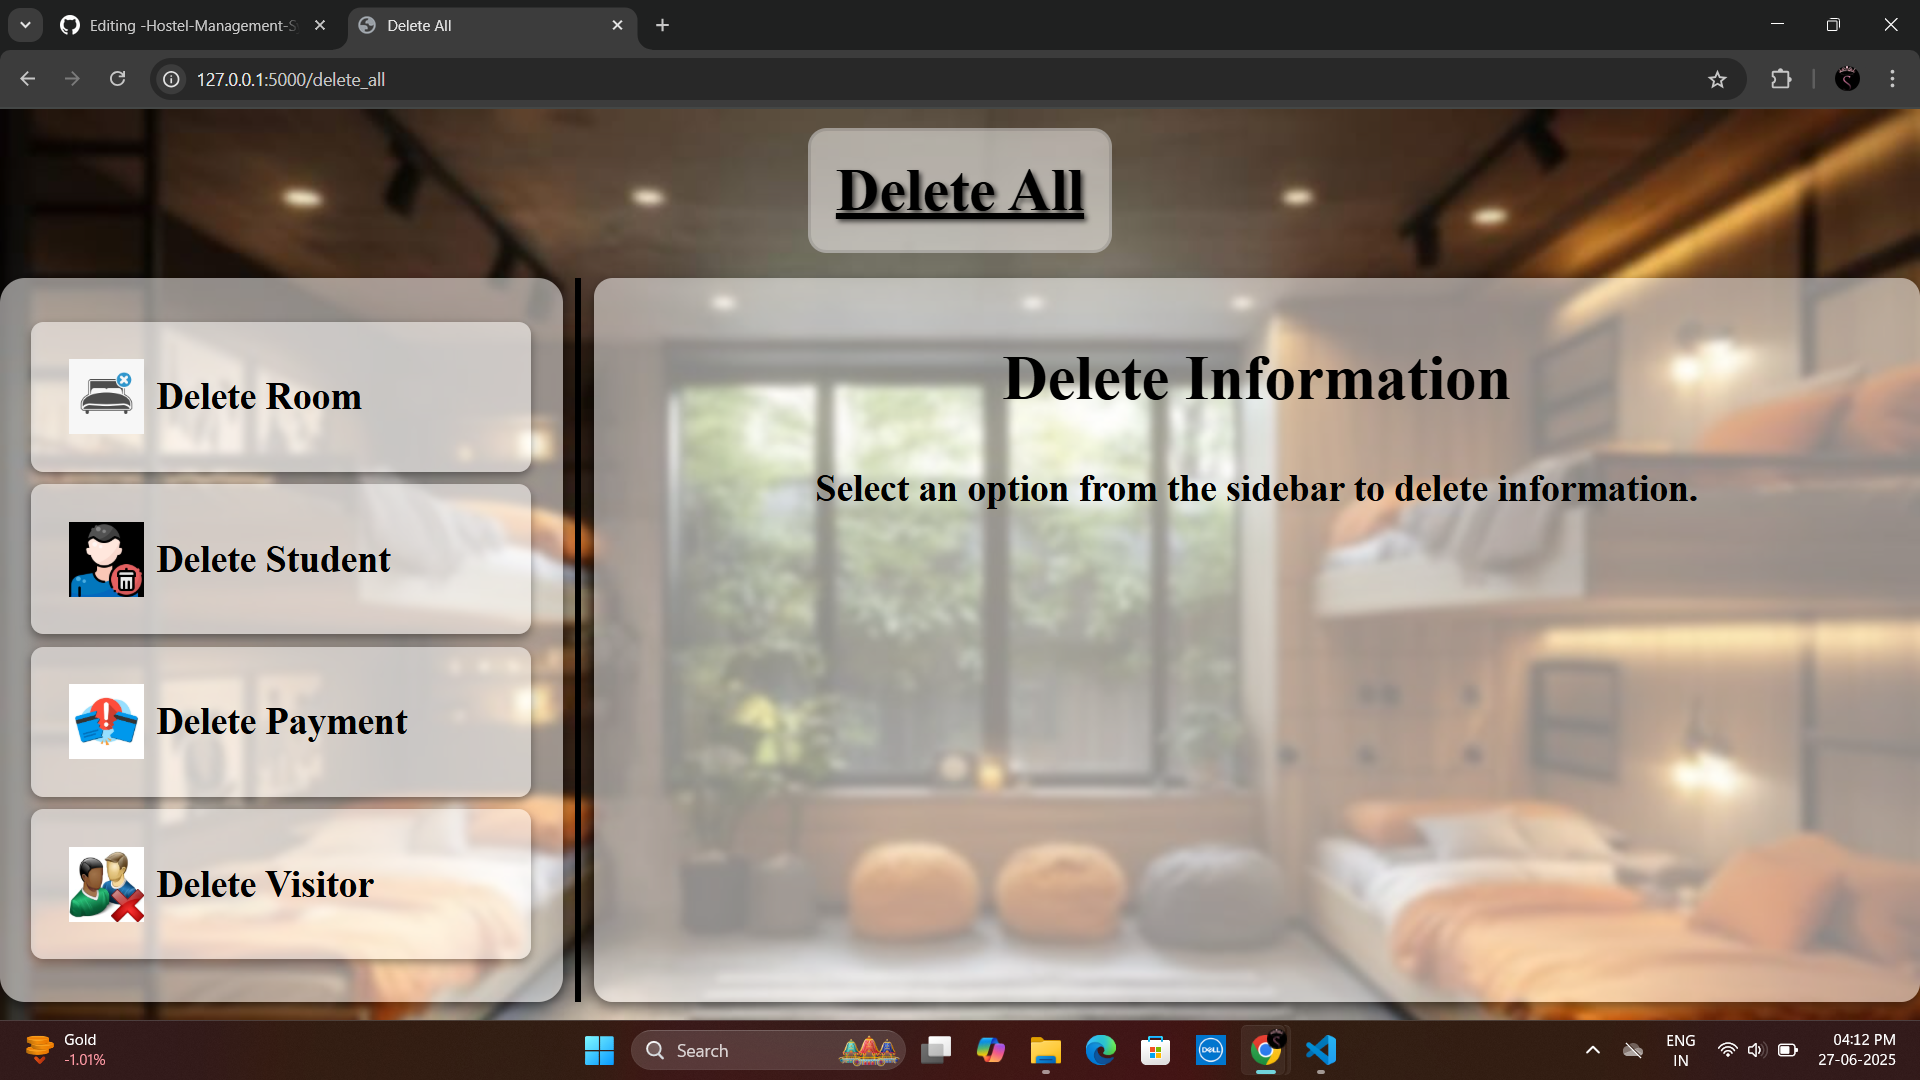 Editing -Hostel-Management-S
Delete All
127.0.0.1:5000/delete_all
Delete All
Delete Room
Delete Student
Delete Payment
Delete Visitor
Delete Information
Select an option from the sidebar to delete information.
Gold
-1.01%
Search
DELL
ENG
IN
04:12 PM
27-06-2025